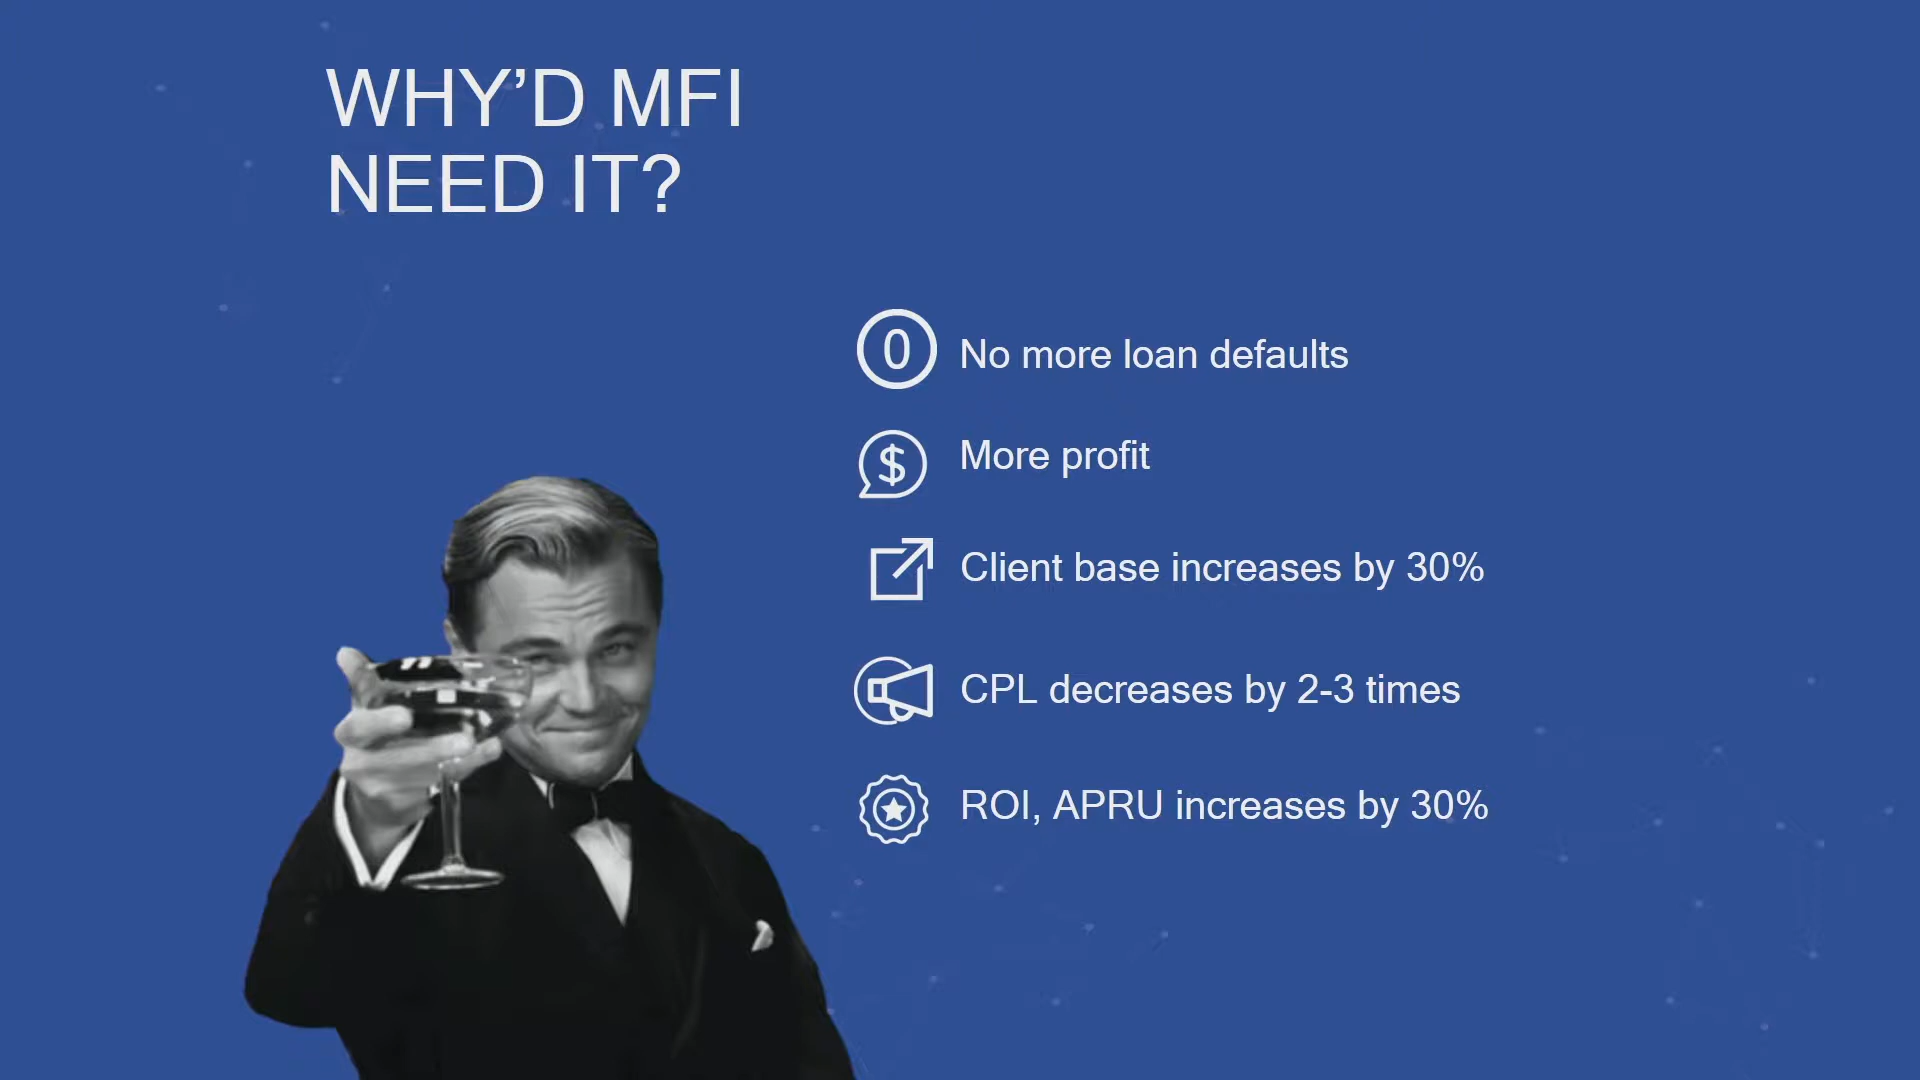 WHY’D MFI
NEED IT?
0 No more loan defaults
$ More profit
Client base increases by 30%
CPL decreases by 2-3 times
ROI, APRU increases by 30%